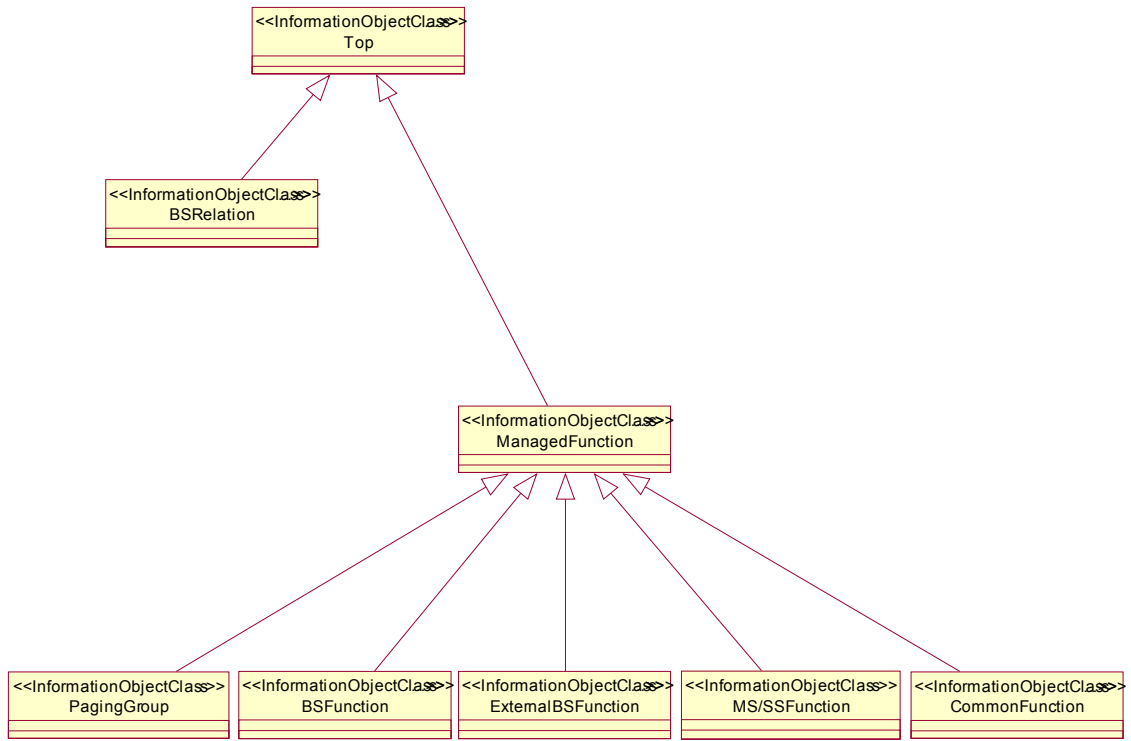 <<InformationObjectClass>>
Top
<<InformationObjectClass>>
BSRelation
<<InformationObjectClass>>
ManagedFunction
<<InformationObjectClass>>
PagingGroup
<<InformationObjectClass>>
BSFunction
<<InformationObjectClass>>
ExternalBSFunction
<<InformationObjectClass>>
MS/SSFunction
<<InformationObjectClass>>
CommonFunction